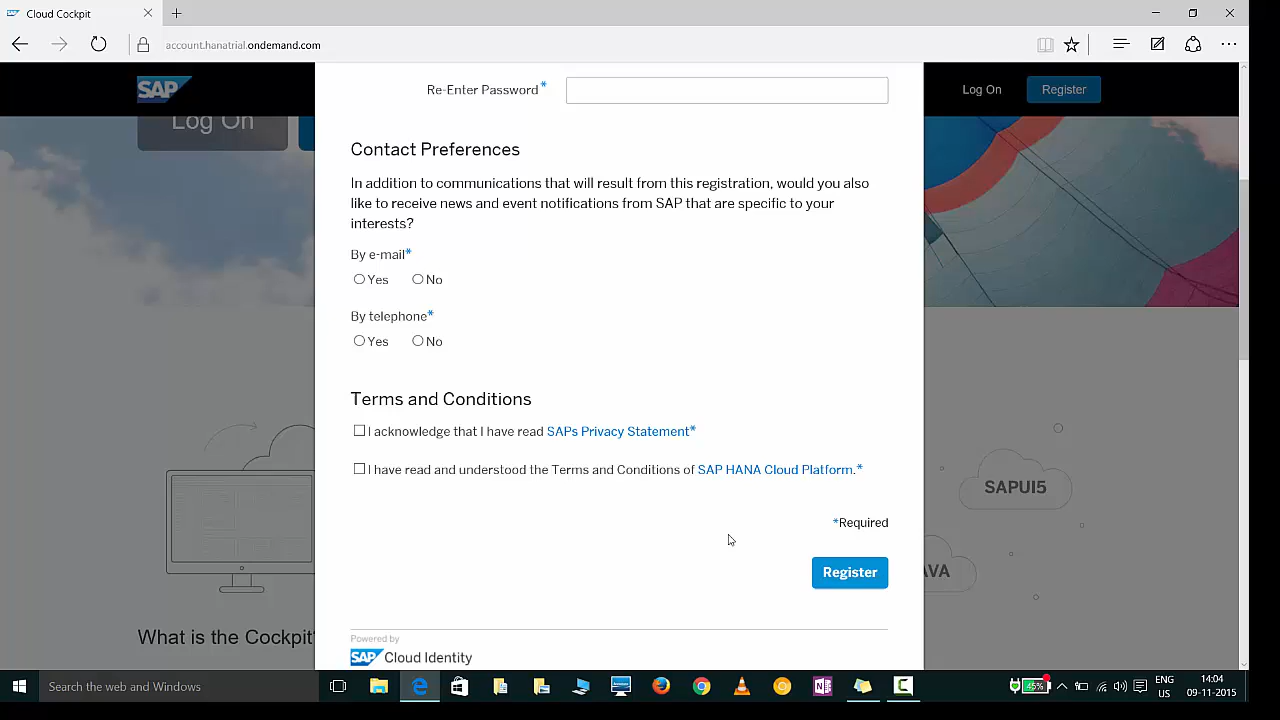 Cloud Cockpit
account.hanatrial.ondemand.com
SAP
Log On
Register
Log On
Re-Enter Password*
Contact Preferences
In addition to communications that will result from this registration, would you also
like to receive news and event notifications from SAP that are specific to your
interests?
By e-mail*
Yes No
By telephone*
Yes No
Terms and Conditions
I acknowledge that I have read SAPs Privacy Statement*
I have read and understood the Terms and Conditions of SAP HANA Cloud Platform.*
*Required
Register
Powered by
SAP Cloud Identity
SAPUI5
AVA
What is the Cockpit?
Search the web and Windows
45%
ENG
US
14:04
09-11-2015